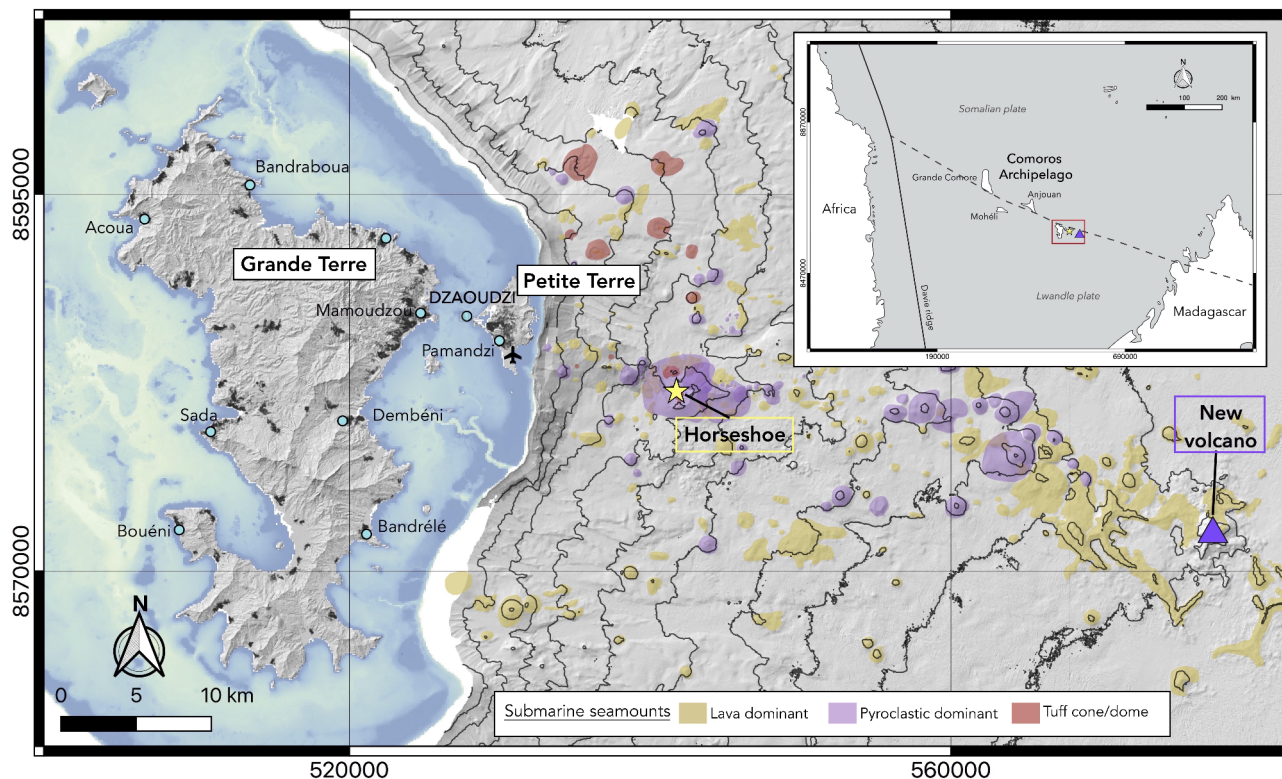 8595000
8570000
520000
560000
Bandraboua
Acoua
Grande Terre
Petite Terre
DZAOUDZI
Mamoudzou
Pamandzi
Sada
Dembéni
Bouéni
Bandrélé
Horseshoe
New
volcano
N
0 5 10 km
Submarine seamounts
Lava dominant
Pyroclastic dominant
Tuff cone/dome
N
100 200 km
Somalian plate
Comoros
Archipelago
Grande Comore
Anjouan
Mohéli
Africa
Davie ridge
Lwandle plate
Madagascar
8870000
8470000
190000
690000